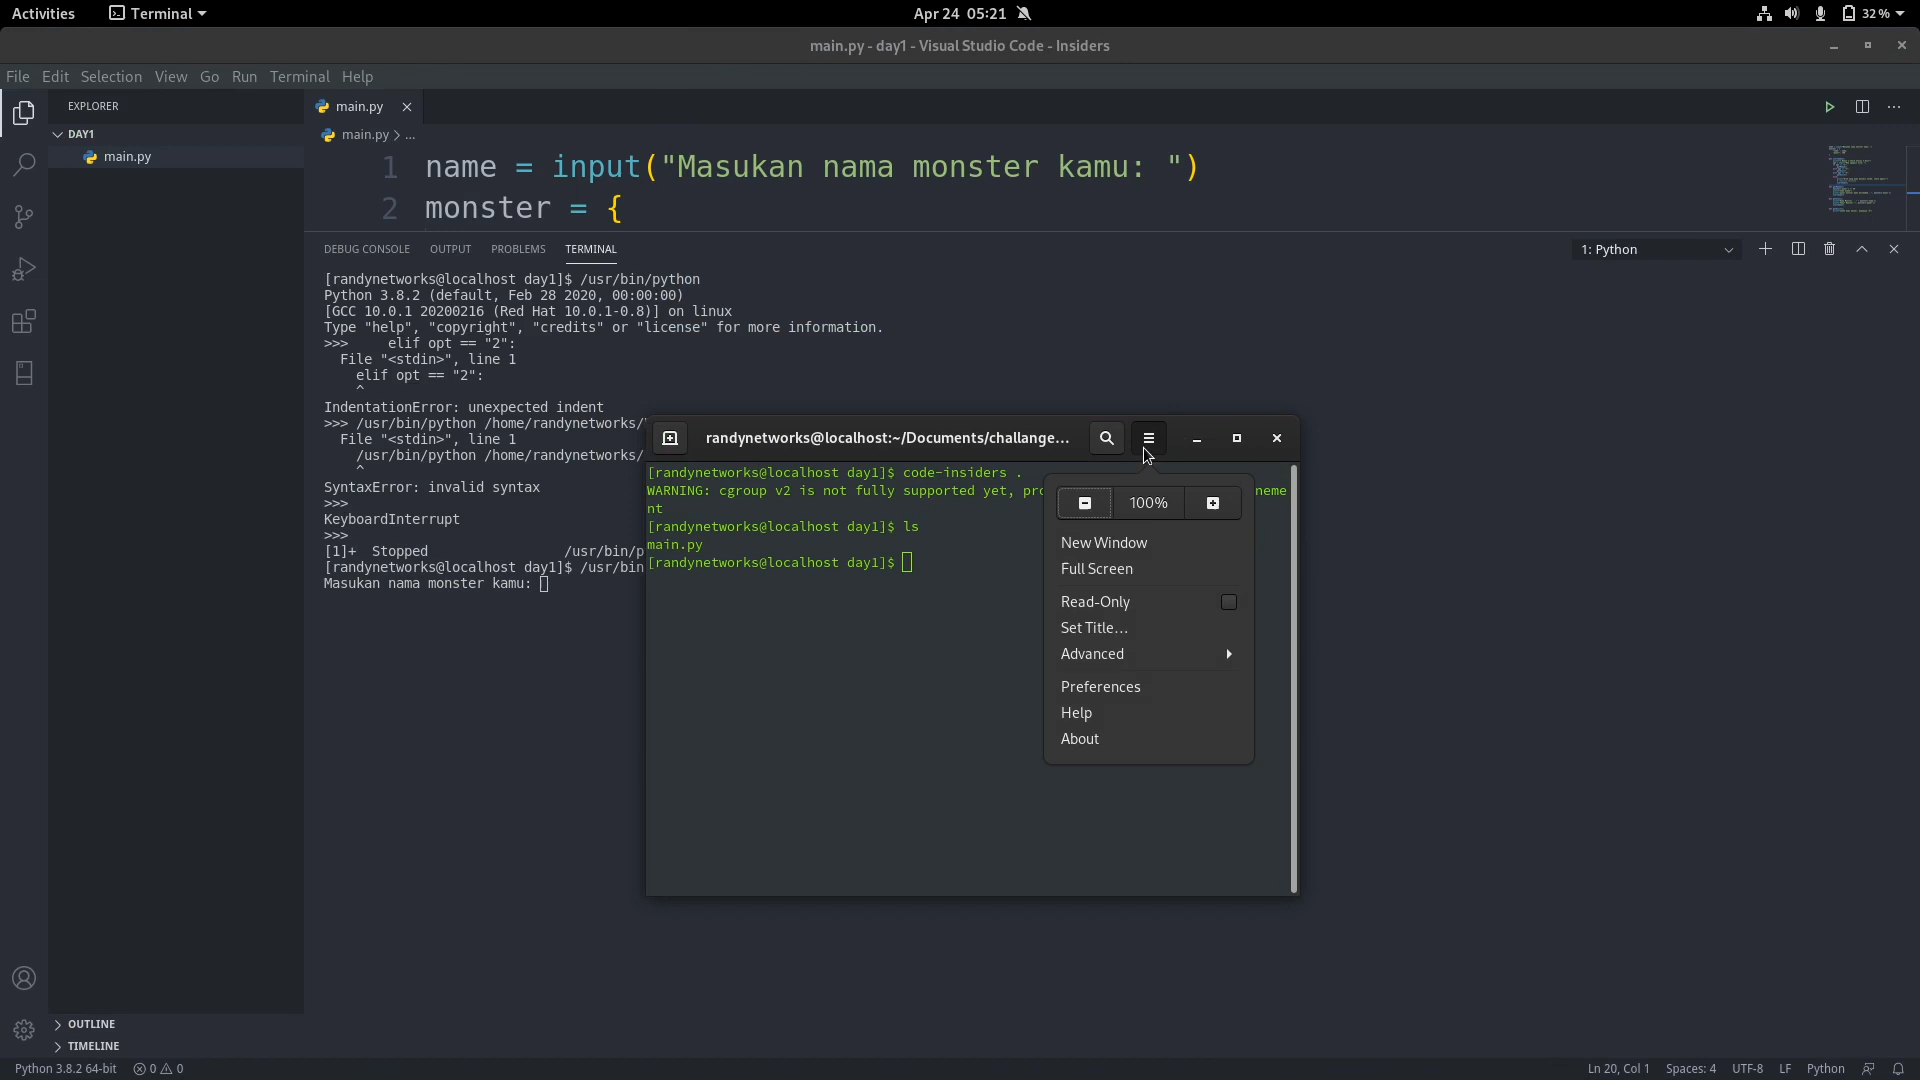 Activities
Terminal
Apr 24 05:21
32%
main.py - day1 - Visual Studio Code - Insiders
File Edit Selection View Go Run Terminal Help
EXPLORER
DAY1
main.py
main.py
main.py > ...
1 name = input("Masukan nama monster kamu: ")
2 monster = {
DEBUG CONSOLE OUTPUT PROBLEMS TERMINAL
1: Python
[randynetworks@localhost day1]$ /usr/bin/python
Python 3.8.2 (default, Feb 28 2020, 00:00:00)
[GCC 10.0.1 20200216 (Red Hat 10.0.1-0.8)] on linux
Type "help", "copyright", "credits" or "license" for more information.
>>>     elif opt == "2":
  File "<stdin>", line 1
    elif opt == "2":
    ^
IndentationError: unexpected indent
>>> /usr/bin/python /home/randynetworks/
  File "<stdin>", line 1
    /usr/bin/python /home/randynetworks/
    ^
SyntaxError: invalid syntax
>>>
KeyboardInterrupt
>>>
[1]+  Stopped                 /usr/bin/p
[randynetworks@localhost day1]$ /usr/bin
Masukan nama monster kamu:
randynetworks@localhost:~/Documents/challange...
[randynetworks@localhost day1]$ code-insiders .
WARNING: cgroup v2 is not fully supported yet, pro
neme
nt
[randynetworks@localhost day1]$ ls
main.py
[randynetworks@localhost day1]$
100%
New Window
Full Screen
Read-Only
Set Title...
Advanced
Preferences
Help
About
OUTLINE
TIMELINE
Python 3.8.2 64-bit
0
0
Ln 20, Col 1
Spaces: 4
UTF-8
LF
Python